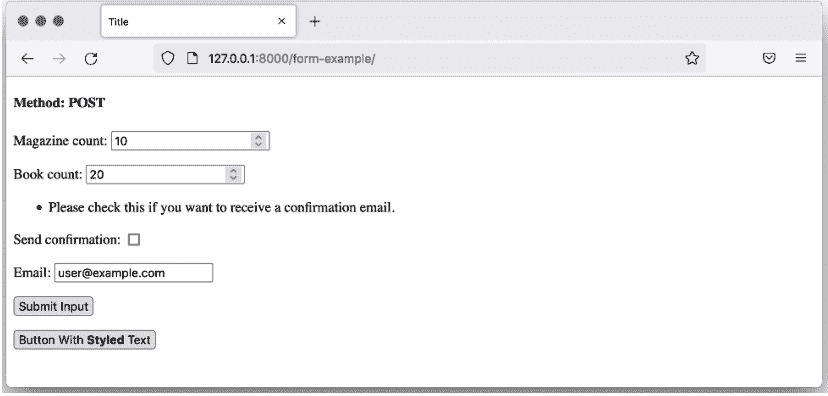 Title
127.0.0.1:8000/form-example/
Method: POST
Magazine count: 10
Book count: 20
Please check this if you want to receive a confirmation email.
Send confirmation:
Email: user@example.com
Submit Input
Button With Styled Text